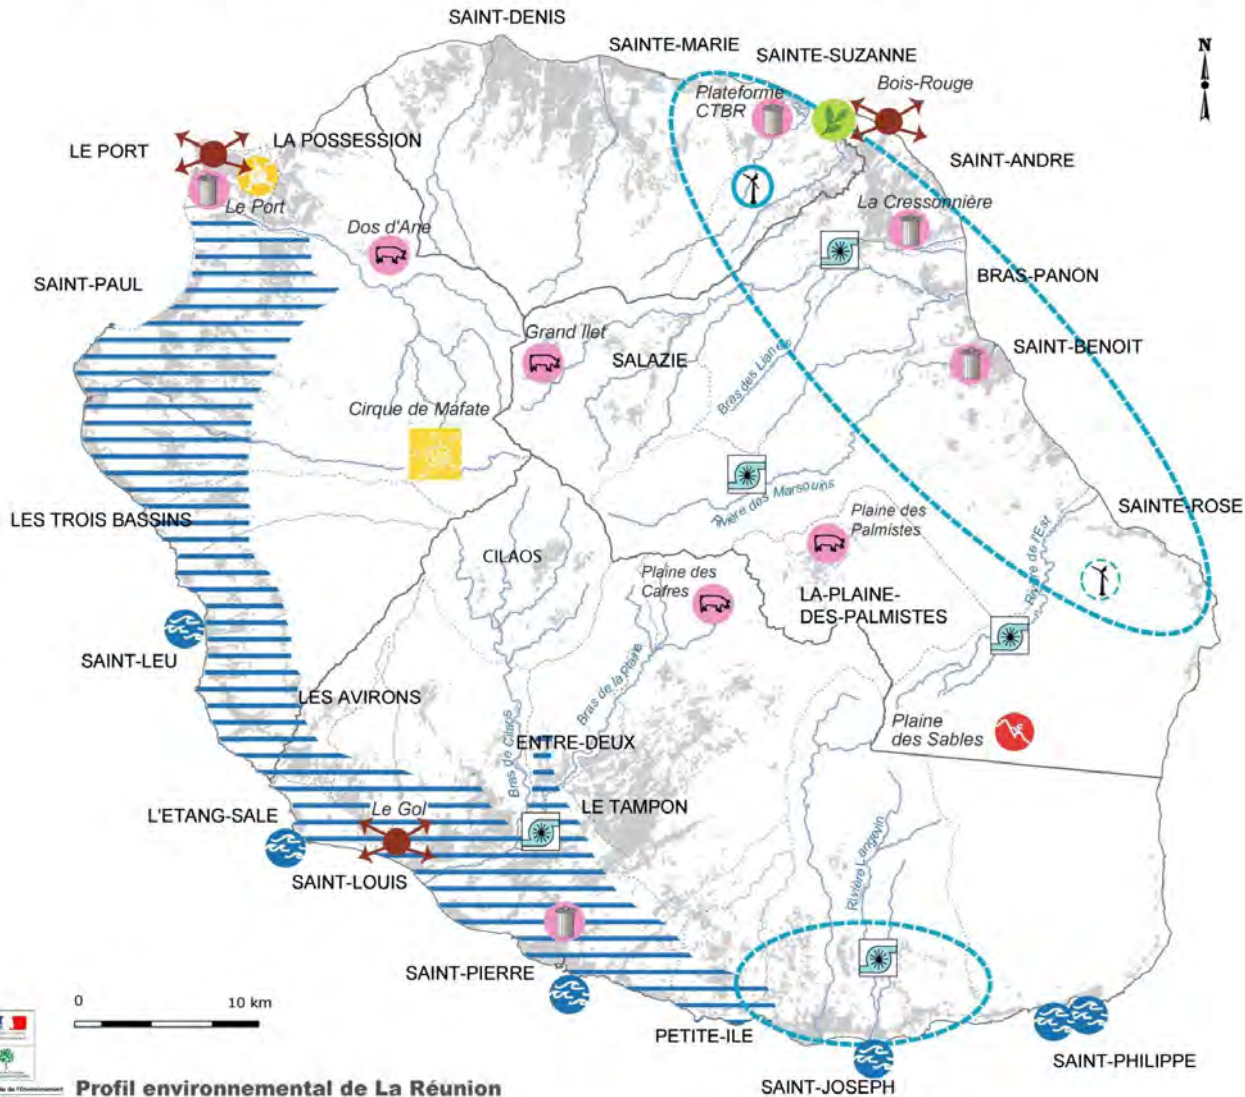 SAINT-DENIS
SAINTE-MARIE
SAINTE-SUZANNE
N
Plateforme
CTBR
Bois-Rouge
LE PORT
LA POSSESSION
SAINT-ANDRE
Le Port
La Cressonnière
Dos d'Ane
SAINT-PAUL
BRAS-PANON
Grand Ilet
SALAZIE
SAINT-BENOIT
Bras des Lianes
Cirque de Mafate
Rivière des Marsouins
LES TROIS BASSINS
SAINTE-ROSE
Plaine des
Palmistes
Rivière de l'Est
CILAOS
Plaine des
Cafres
LA-PLAINE-
DES-PALMISTES
SAINT-LEU
Bras de la Plaine
LES AVIRONS
Plaine
des Sables
Bras de Cilaos
ENTRE-DEUX
L'ETANG-SALE
Le Gol
LE TAMPON
Rivière Langevin
SAINT-LOUIS
SAINT-PIERRE
0 10 km
PETITE-ILE
SAINT-PHILIPPE
SAINT-JOSEPH
Profil environnemental de La Réunion